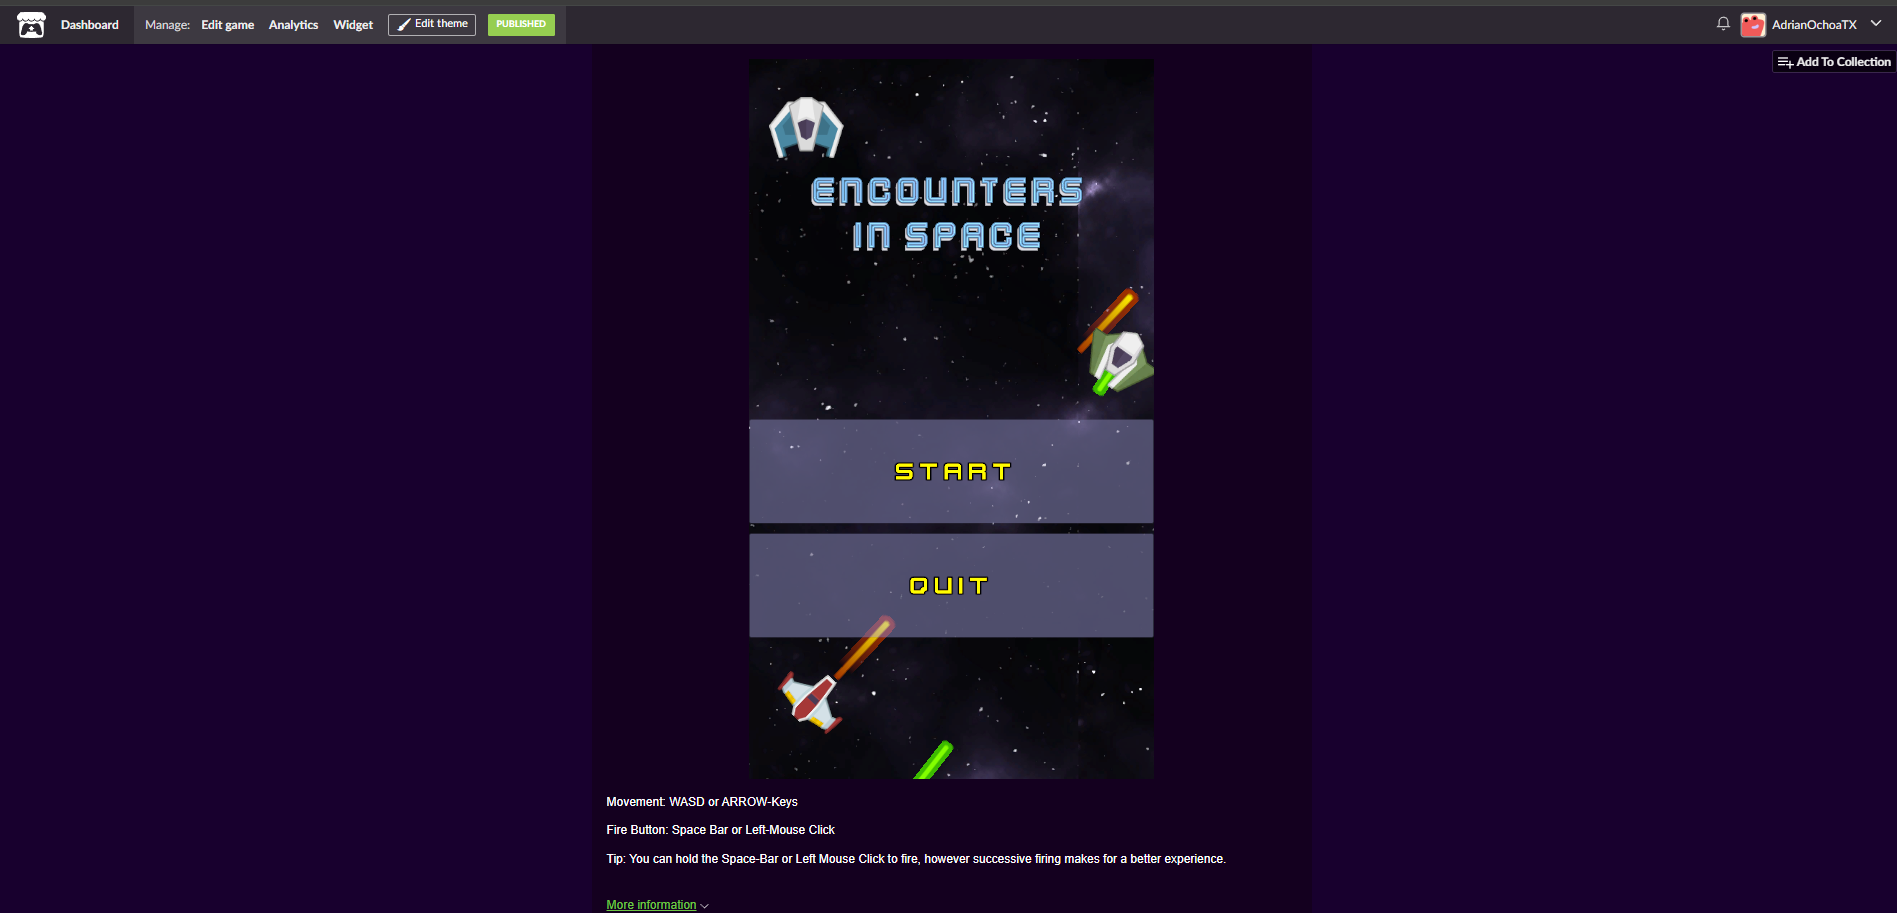 Dashboard Manage: Edit game Analytics Widget Edit theme PUBLISHED AdrianOchoaTX
Add To Collection
ENCOUNTERS
IN SPACE
START
QUIT
Movement: WASD or ARROW-Keys
Fire Button: Space Bar or Left-Mouse Click
Tip: You can hold the Space-Bar or Left Mouse Click to fire, however successive firing makes for a better experience.
More information